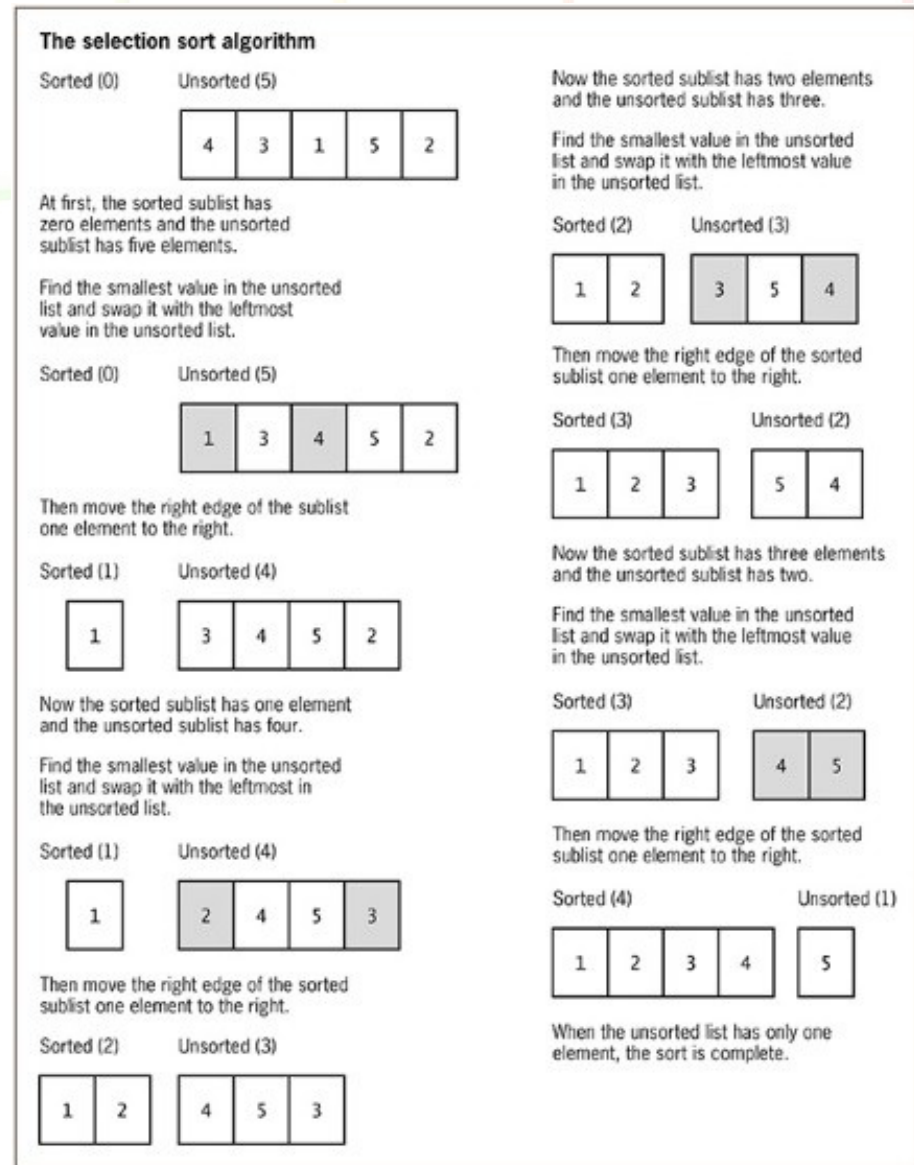 The selection sort algorithm
Sorted (0) Unsorted (5)
4 3 1 5 2
At first, the sorted sublist has
zero elements and the unsorted
sublist has five elements.
Find the smallest value in the unsorted
list and swap it with the leftmost
value in the unsorted list.
Sorted (0) Unsorted (5)
1 3 4 5 2
Then move the right edge of the sublist
one element to the right.
Sorted (1) Unsorted (4)
1 3 4 5 2
Now the sorted sublist has one element
and the unsorted sublist has four.
Find the smallest value in the unsorted
list and swap it with the leftmost in
the unsorted list.
Sorted (1) Unsorted (4)
1 2 4 5 3
Then move the right edge of the sorted
sublist one element to the right.
Sorted (2) Unsorted (3)
1 2 4 5 3
Now the sorted sublist has two elements
and the unsorted sublist has three.
Find the smallest value in the unsorted
list and swap it with the leftmost value
in the unsorted list.
Sorted (2) Unsorted (3)
1 2 3 5 4
Then move the right edge of the sorted
sublist one element to the right.
Sorted (3) Unsorted (2)
1 2 3 5 4
Now the sorted sublist has three elements
and the unsorted sublist has two.
Find the smallest value in the unsorted
list and swap it with the leftmost value
in the unsorted list.
Sorted (3) Unsorted (2)
1 2 3 4 5
Then move the right edge of the sorted
sublist one element to the right.
Sorted (4) Unsorted (1)
1 2 3 4 5
When the unsorted list has only one
element, the sort is complete.